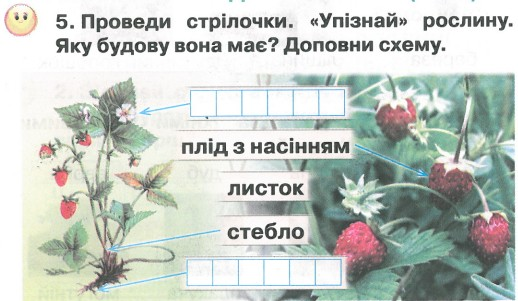 5. Проведи стрілочки. «Упізнай» рослину.
Яку будову вона має? Доповни схему.
плід з насінням
листок
стебло